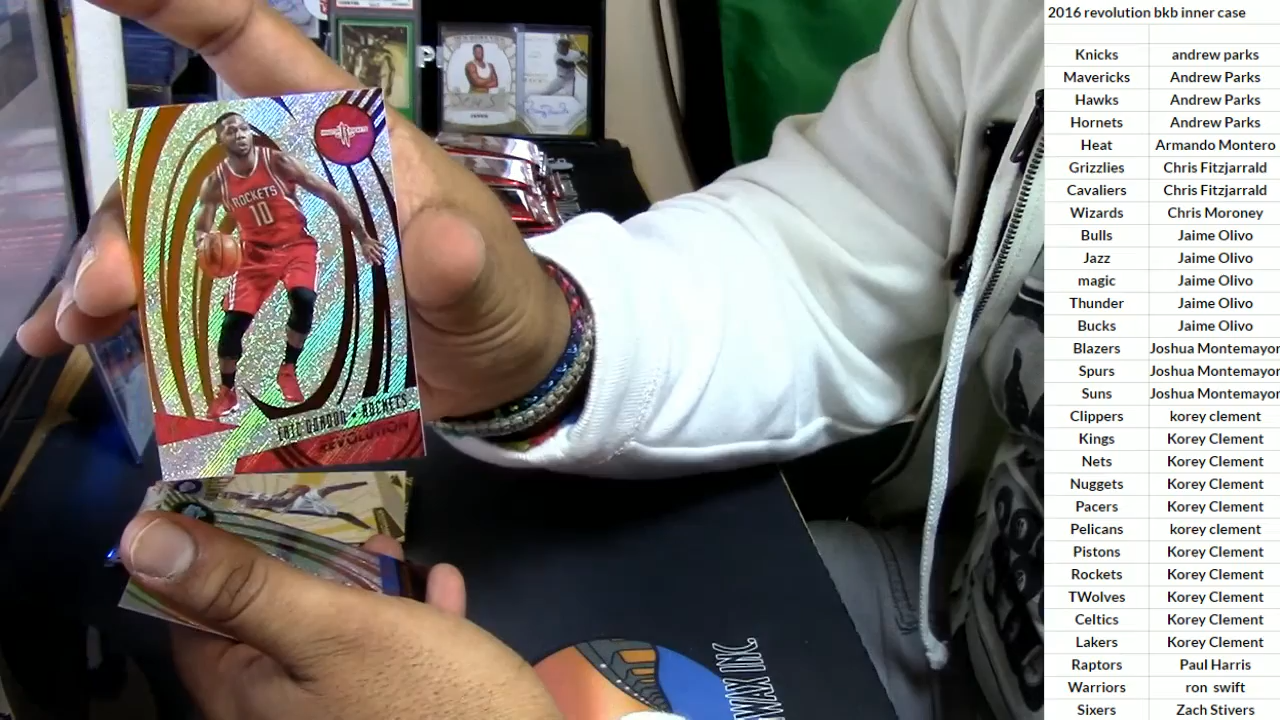 ROCKETS
10
ERIC GORDON • ROCKETS
REVOLUTION
WAX INC
2016 revolution bkb inner case
Knicks andrew parks
Mavericks Andrew Parks
Hawks Andrew Parks
Hornets Andrew Parks
Heat Armando Montero
Grizzlies Chris Fitzjarrald
Cavaliers Chris Fitzjarrald
Wizards Chris Moroney
Bulls Jaime Olivo
Jazz Jaime Olivo
magic Jaime Olivo
Thunder Jaime Olivo
Bucks Jaime Olivo
Blazers Joshua Montemayor
Spurs Joshua Montemayor
Suns Joshua Montemayor
Clippers korey clement
Kings Korey Clement
Nets Korey Clement
Nuggets Korey Clement
Pacers Korey Clement
Pelicans korey clement
Pistons Korey Clement
Rockets Korey Clement
TWolves Korey Clement
Celtics Korey Clement
Lakers Korey Clement
Raptors Paul Harris
Warriors ron swift
Sixers Zach Stivers